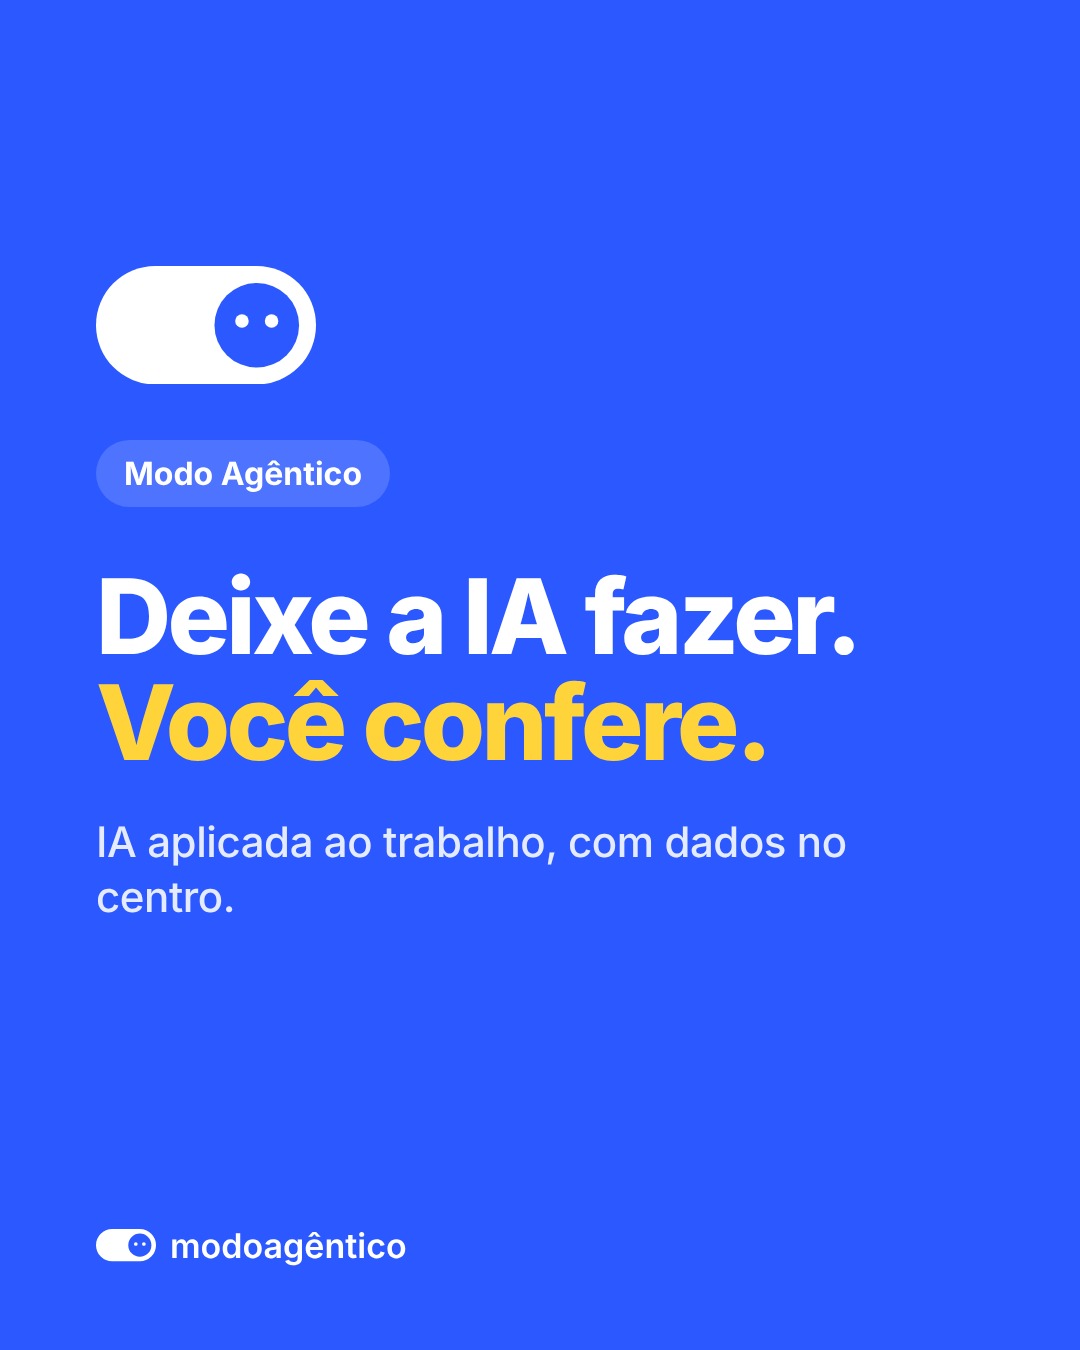 Modo Agêntico
Deixe a IA fazer.
Você confere.
IA aplicada ao trabalho, com dados no
centro.
modoagêntico